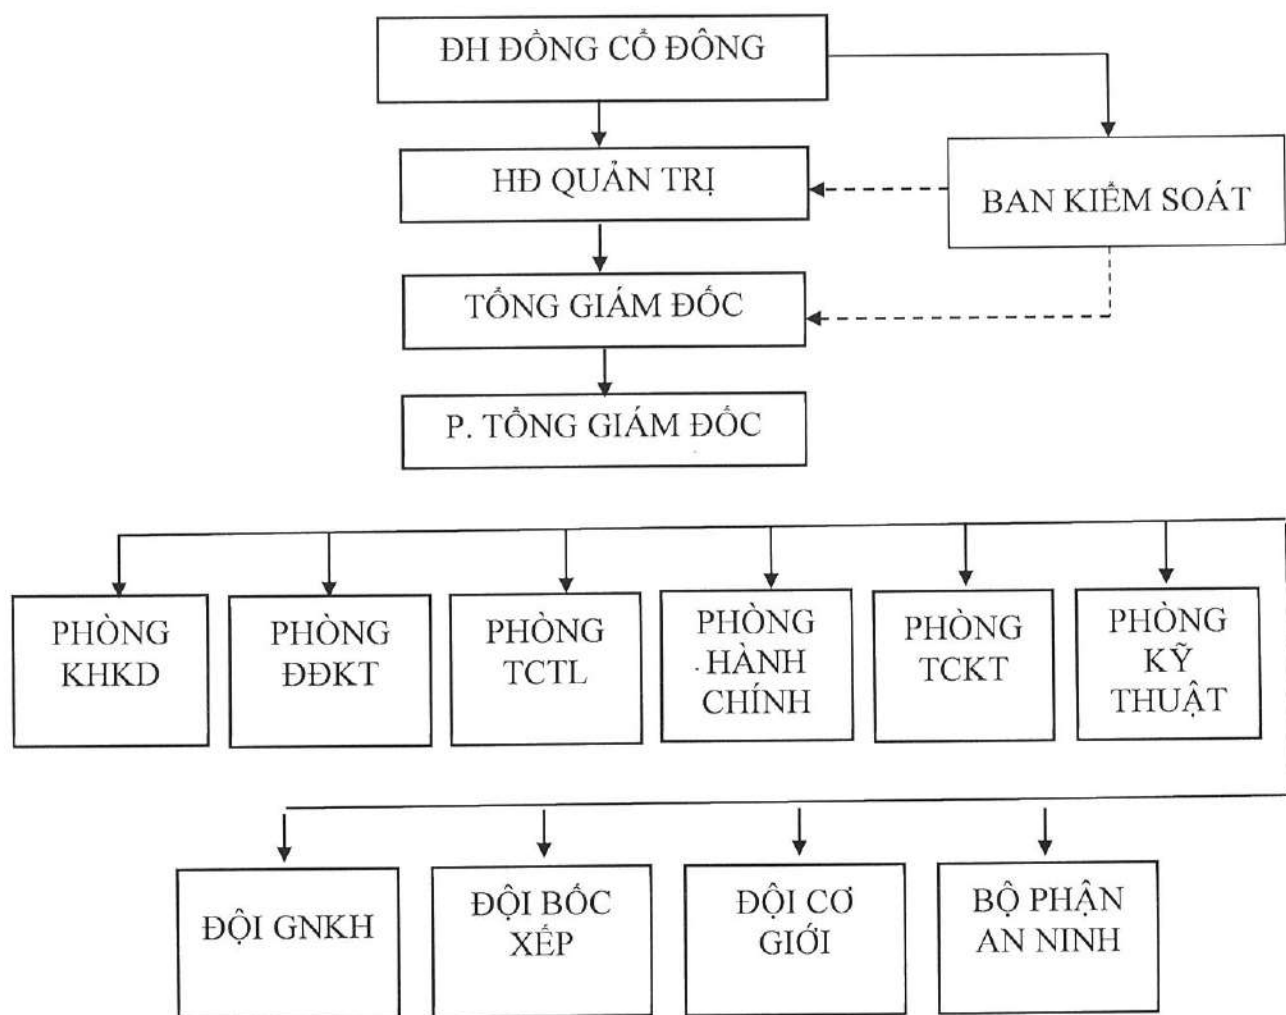 ĐH ĐỒNG CỔ ĐÔNG
HĐ QUẢN TRỊ
BAN KIỂM SOÁT
TỔNG GIÁM ĐỐC
P. TỔNG GIÁM ĐỐC
PHÒNG
KHKD
PHÒNG
ĐĐKT
PHÒNG
TCTL
PHÒNG
HÀNH
CHÍNH
PHÒNG
TCKT
PHÒNG
KỸ
THUẬT
ĐỘI GNKH
ĐỘI BỐC
XẾP
ĐỘI CƠ
GIỚI
BỘ PHẬN
AN NINH